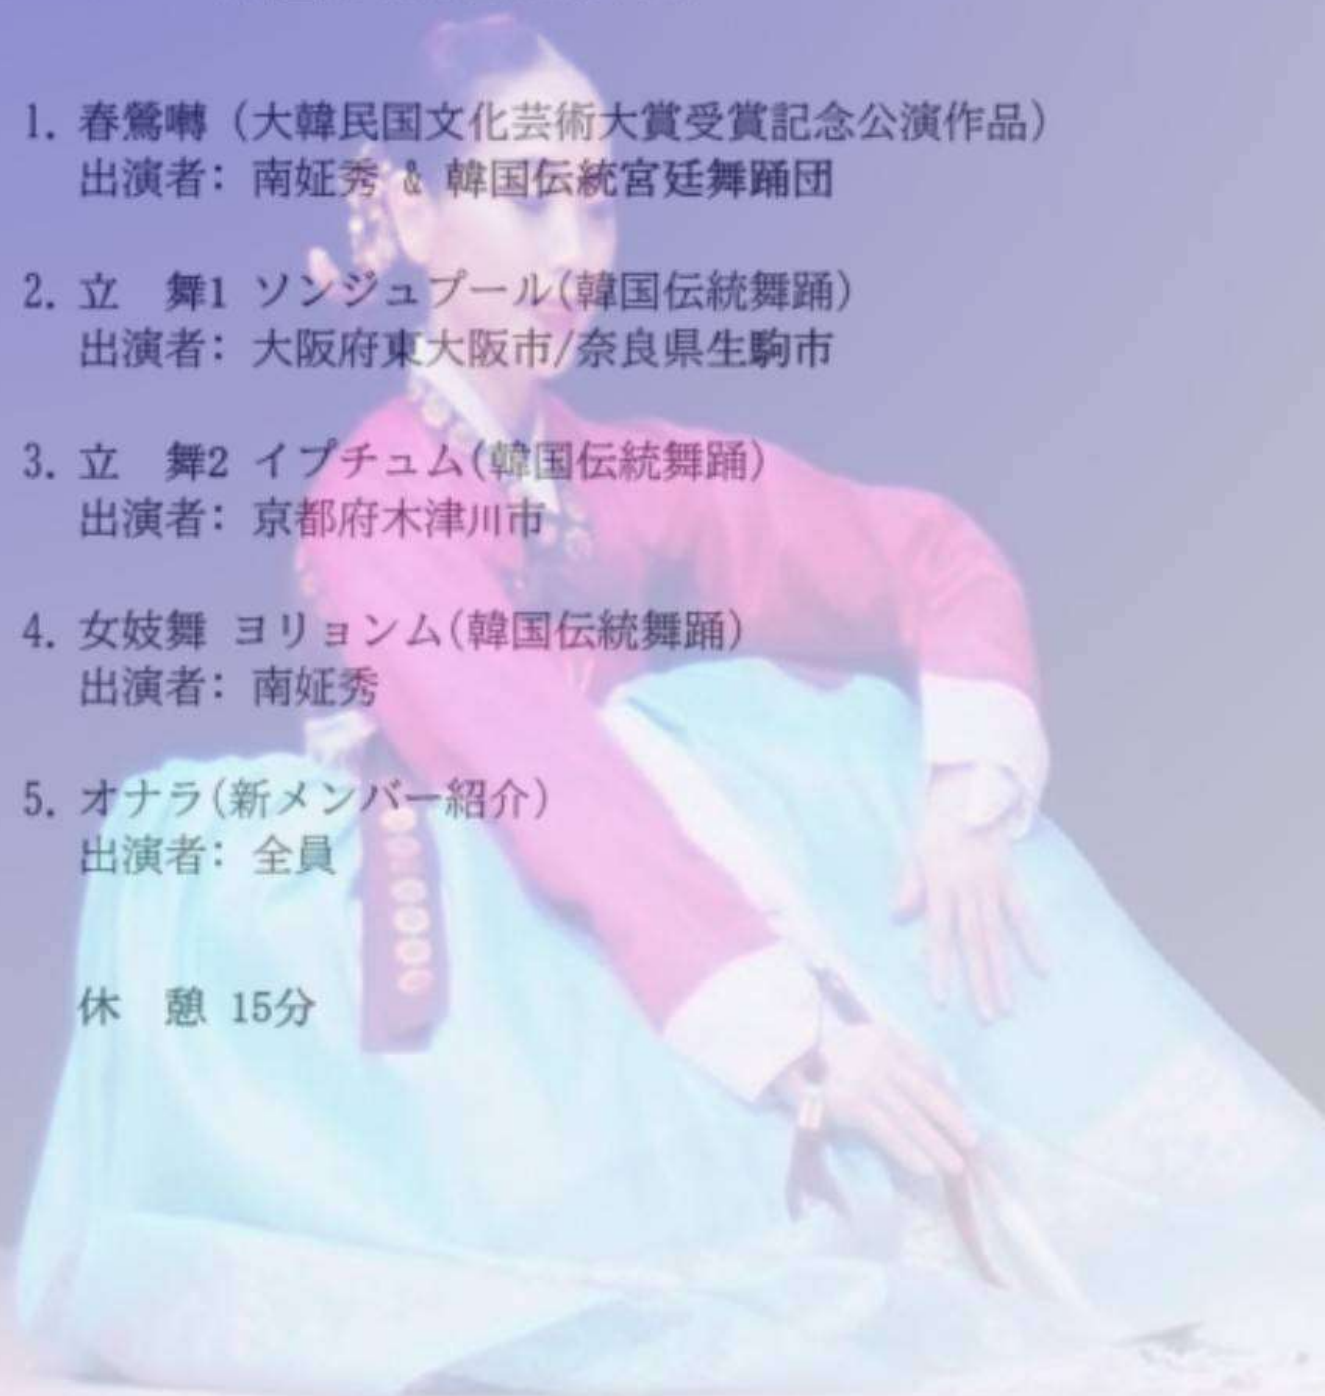 1. 春鶯囀（大韓民国文化芸術大賞受賞記念公演作品）
出演者: 南姃秀 & 韓国伝統宮廷舞踊団
2. 立　舞1 ソンジュプール(韓国伝統舞踊)
出演者: 大阪府東大阪市/奈良県生駒市
3. 立　舞2 イプチュム(韓国伝統舞踊)
出演者: 京都府木津川市
4. 女妓舞 ヨリョンム(韓国伝統舞踊)
出演者: 南姃秀
5. オナラ(新メンバー紹介)
出演者: 全員
休　憩 15分